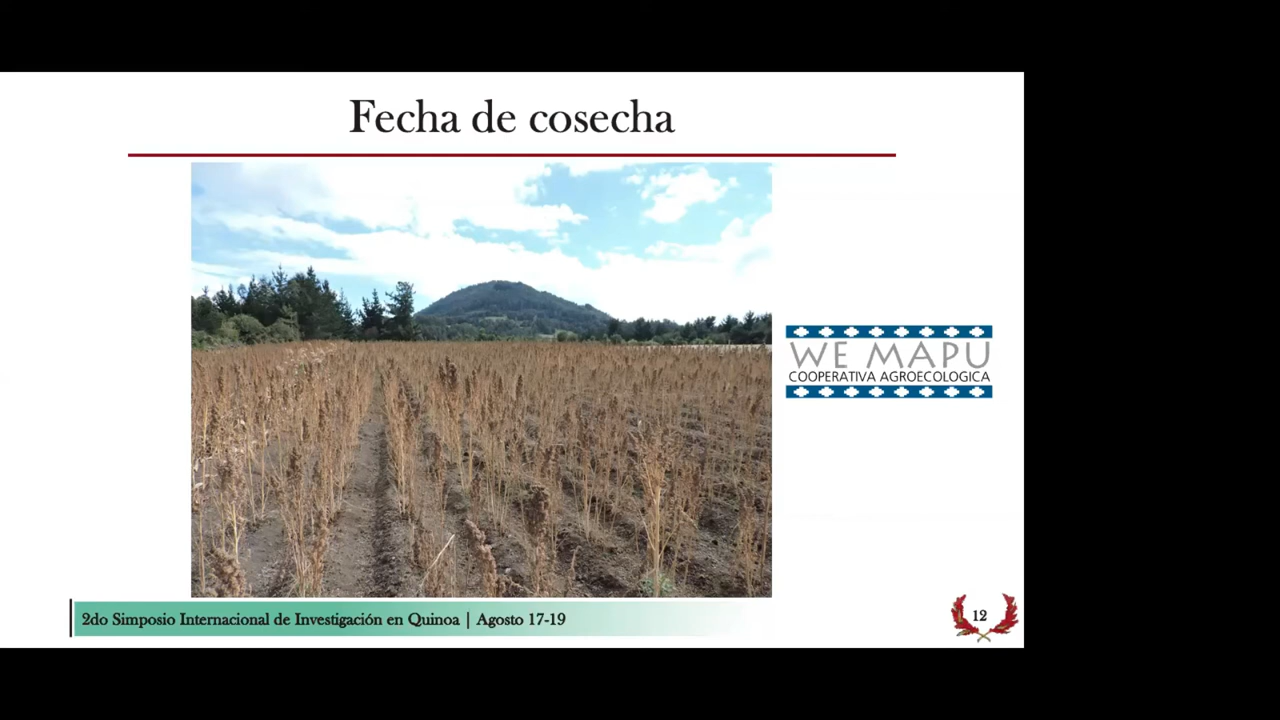 Fecha de cosecha
WE MAPU
COOPERATIVA AGROECOLOGICA
2do Simposio Internacional de Investigación en Quinoa | Agosto 17-19
12